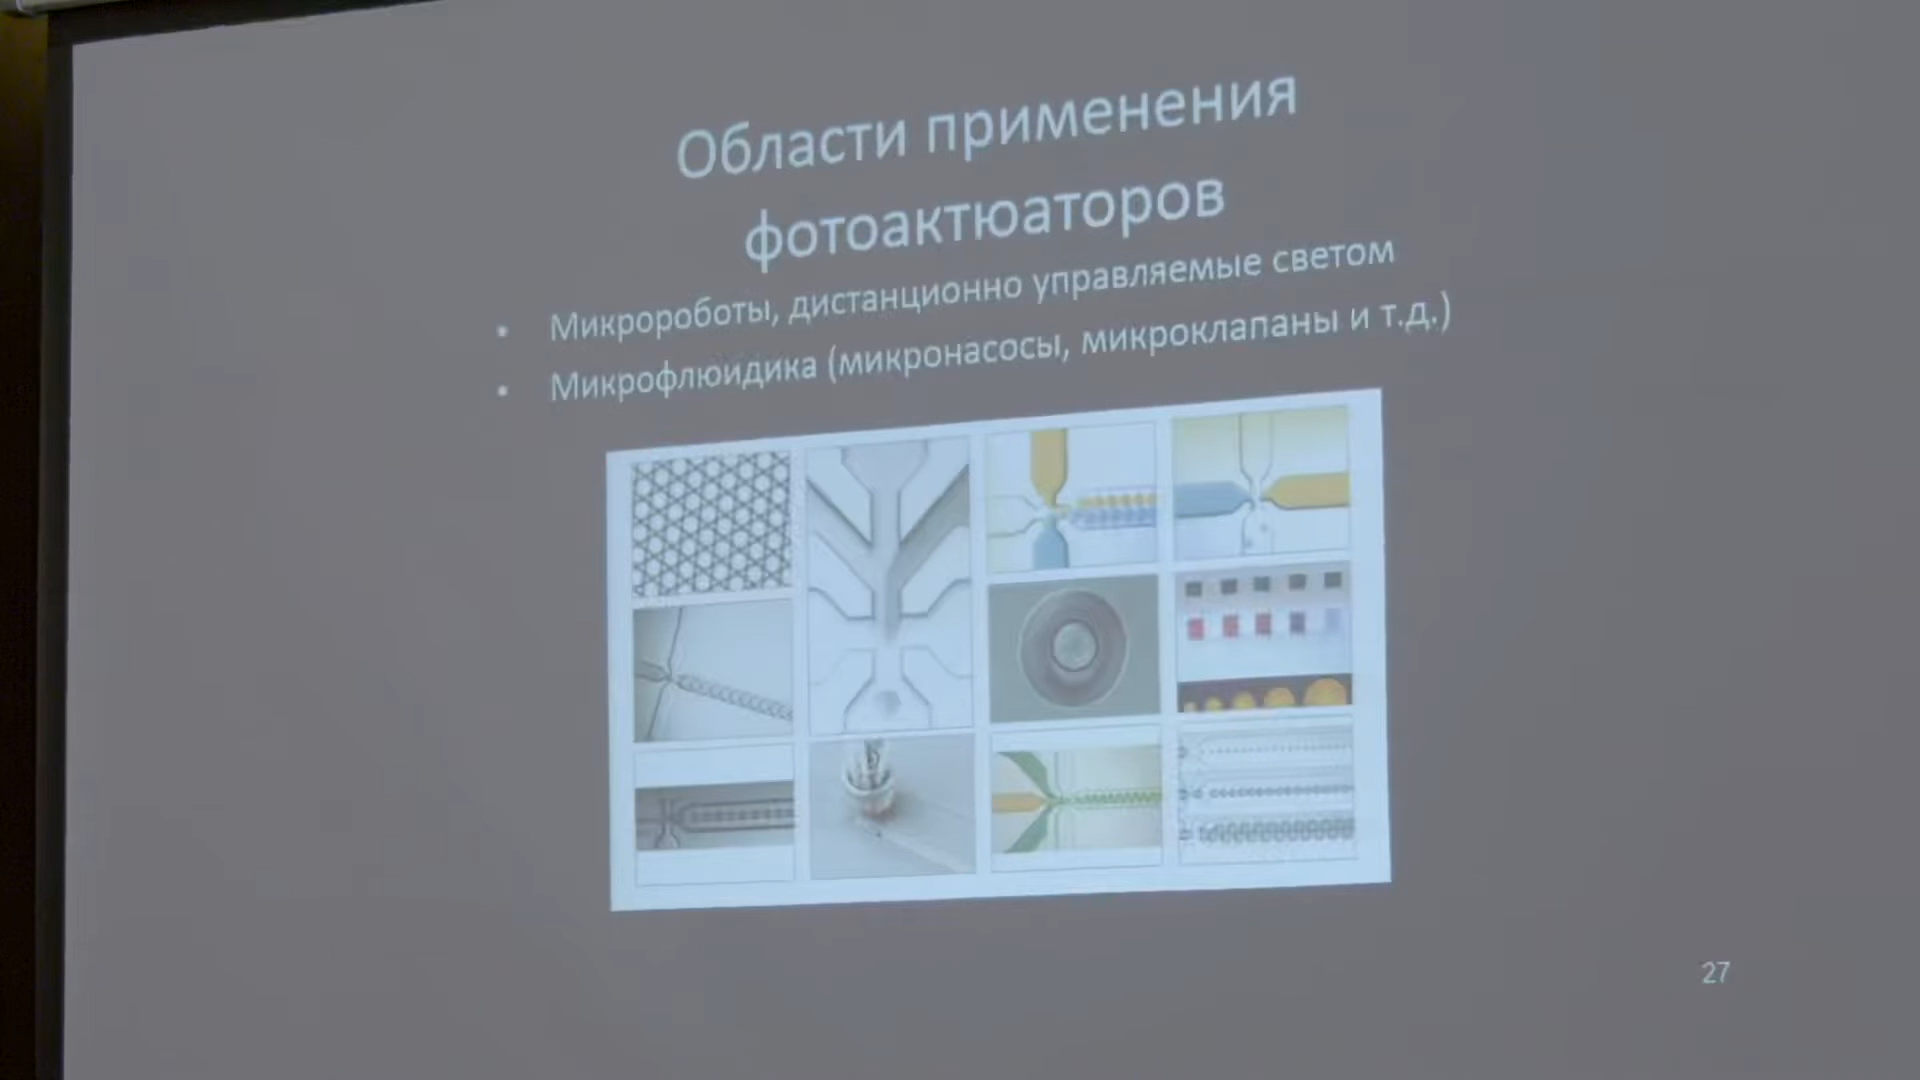 Области применения
фотоактюаторов
• Микророботы, дистанционно управляемые светом
• Микрофлюидика (микронасосы, микроклапаны и т.д.)
27